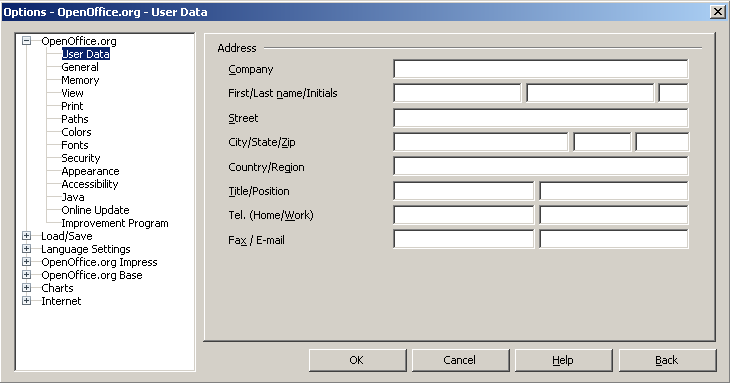 Options - OpenOffice.org - User Data
OpenOffice.org
User Data
General
Memory
View
Print
Paths
Colors
Fonts
Security
Appearance
Accessibility
Java
Online Update
Improvement Program
Load/Save
Language Settings
OpenOffice.org Impress
OpenOffice.org Base
Charts
Internet
Address
Company
First/Last name/Initials
Street
City/State/Zip
Country/Region
Title/Position
Tel. (Home/Work)
Fax / E-mail
OK Cancel Help Back